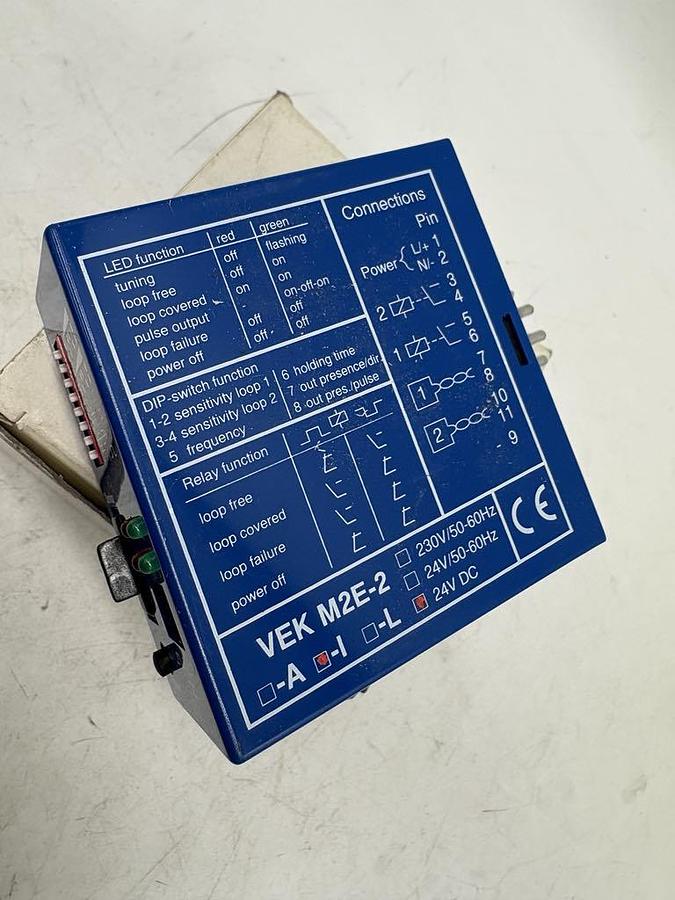 LED function red green
tuning off flashing
loop free off on
loop covered on on
pulse output on-off-on
loop failure off off
power off off off
DIP-switch function
1-2 sensitivity loop 1
3-4 sensitivity loop 2
5 frequency
6 holding time
7 out presence/dir.
8 out pres./pulse
Relay function
loop free
loop covered
loop failure
power off
Connections
Pin
Power L/+ 1
N/- 2
2 3
4
1 5
6
1 7
8
2 10
11
- 9
VEK M2E-2
-A -I -L
230V/50-60Hz
24V/50-60Hz
24V DC
CE